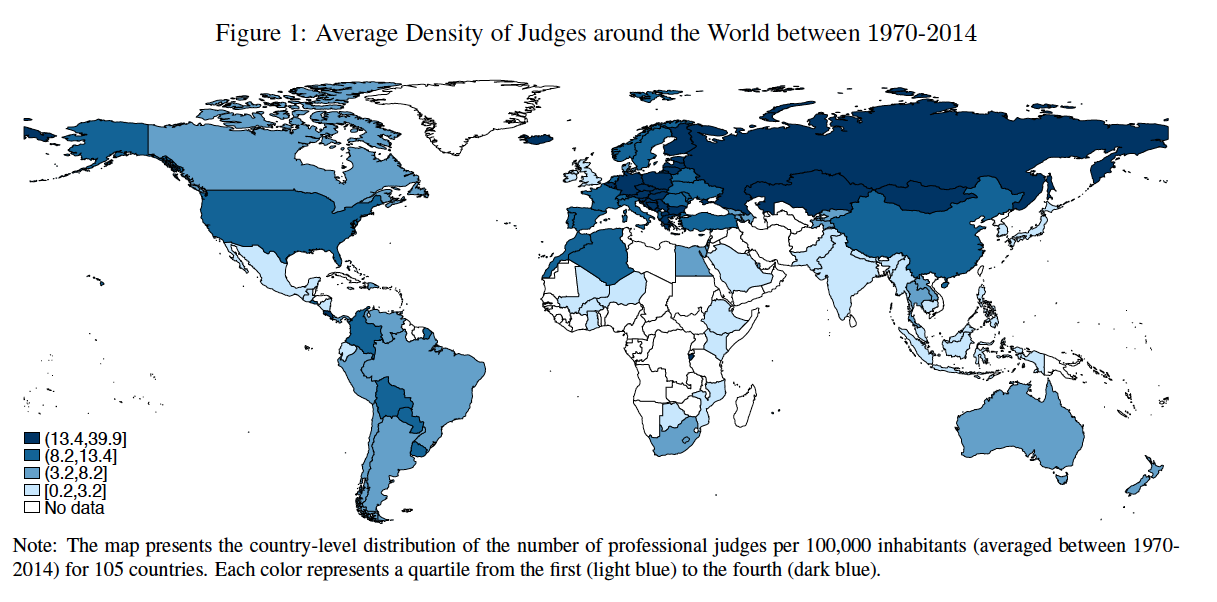 Figure 1: Average Density of Judges around the World between 1970-2014
(13.4,39.9]
(8.2,13.4]
(3.2,8.2]
[0.2,3.2]
No data
Note: The map presents the country-level distribution of the number of professional judges per 100,000 inhabitants (averaged between 1970-
2014) for 105 countries. Each color represents a quartile from the first (light blue) to the fourth (dark blue).